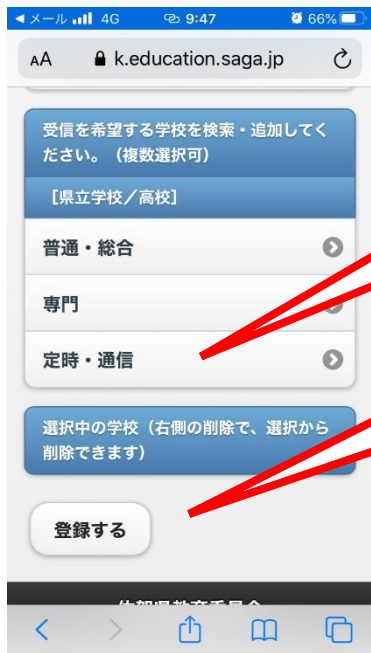 メール 4G 9:47 66%
AA k.education.saga.jp
受信を希望する学校を検索・追加してく
ださい。（複数選択可）
［県立学校／高校］
普通・総合
専門
定時・通信
選択中の学校（右側の削除で、選択から
削除できます）
登録する